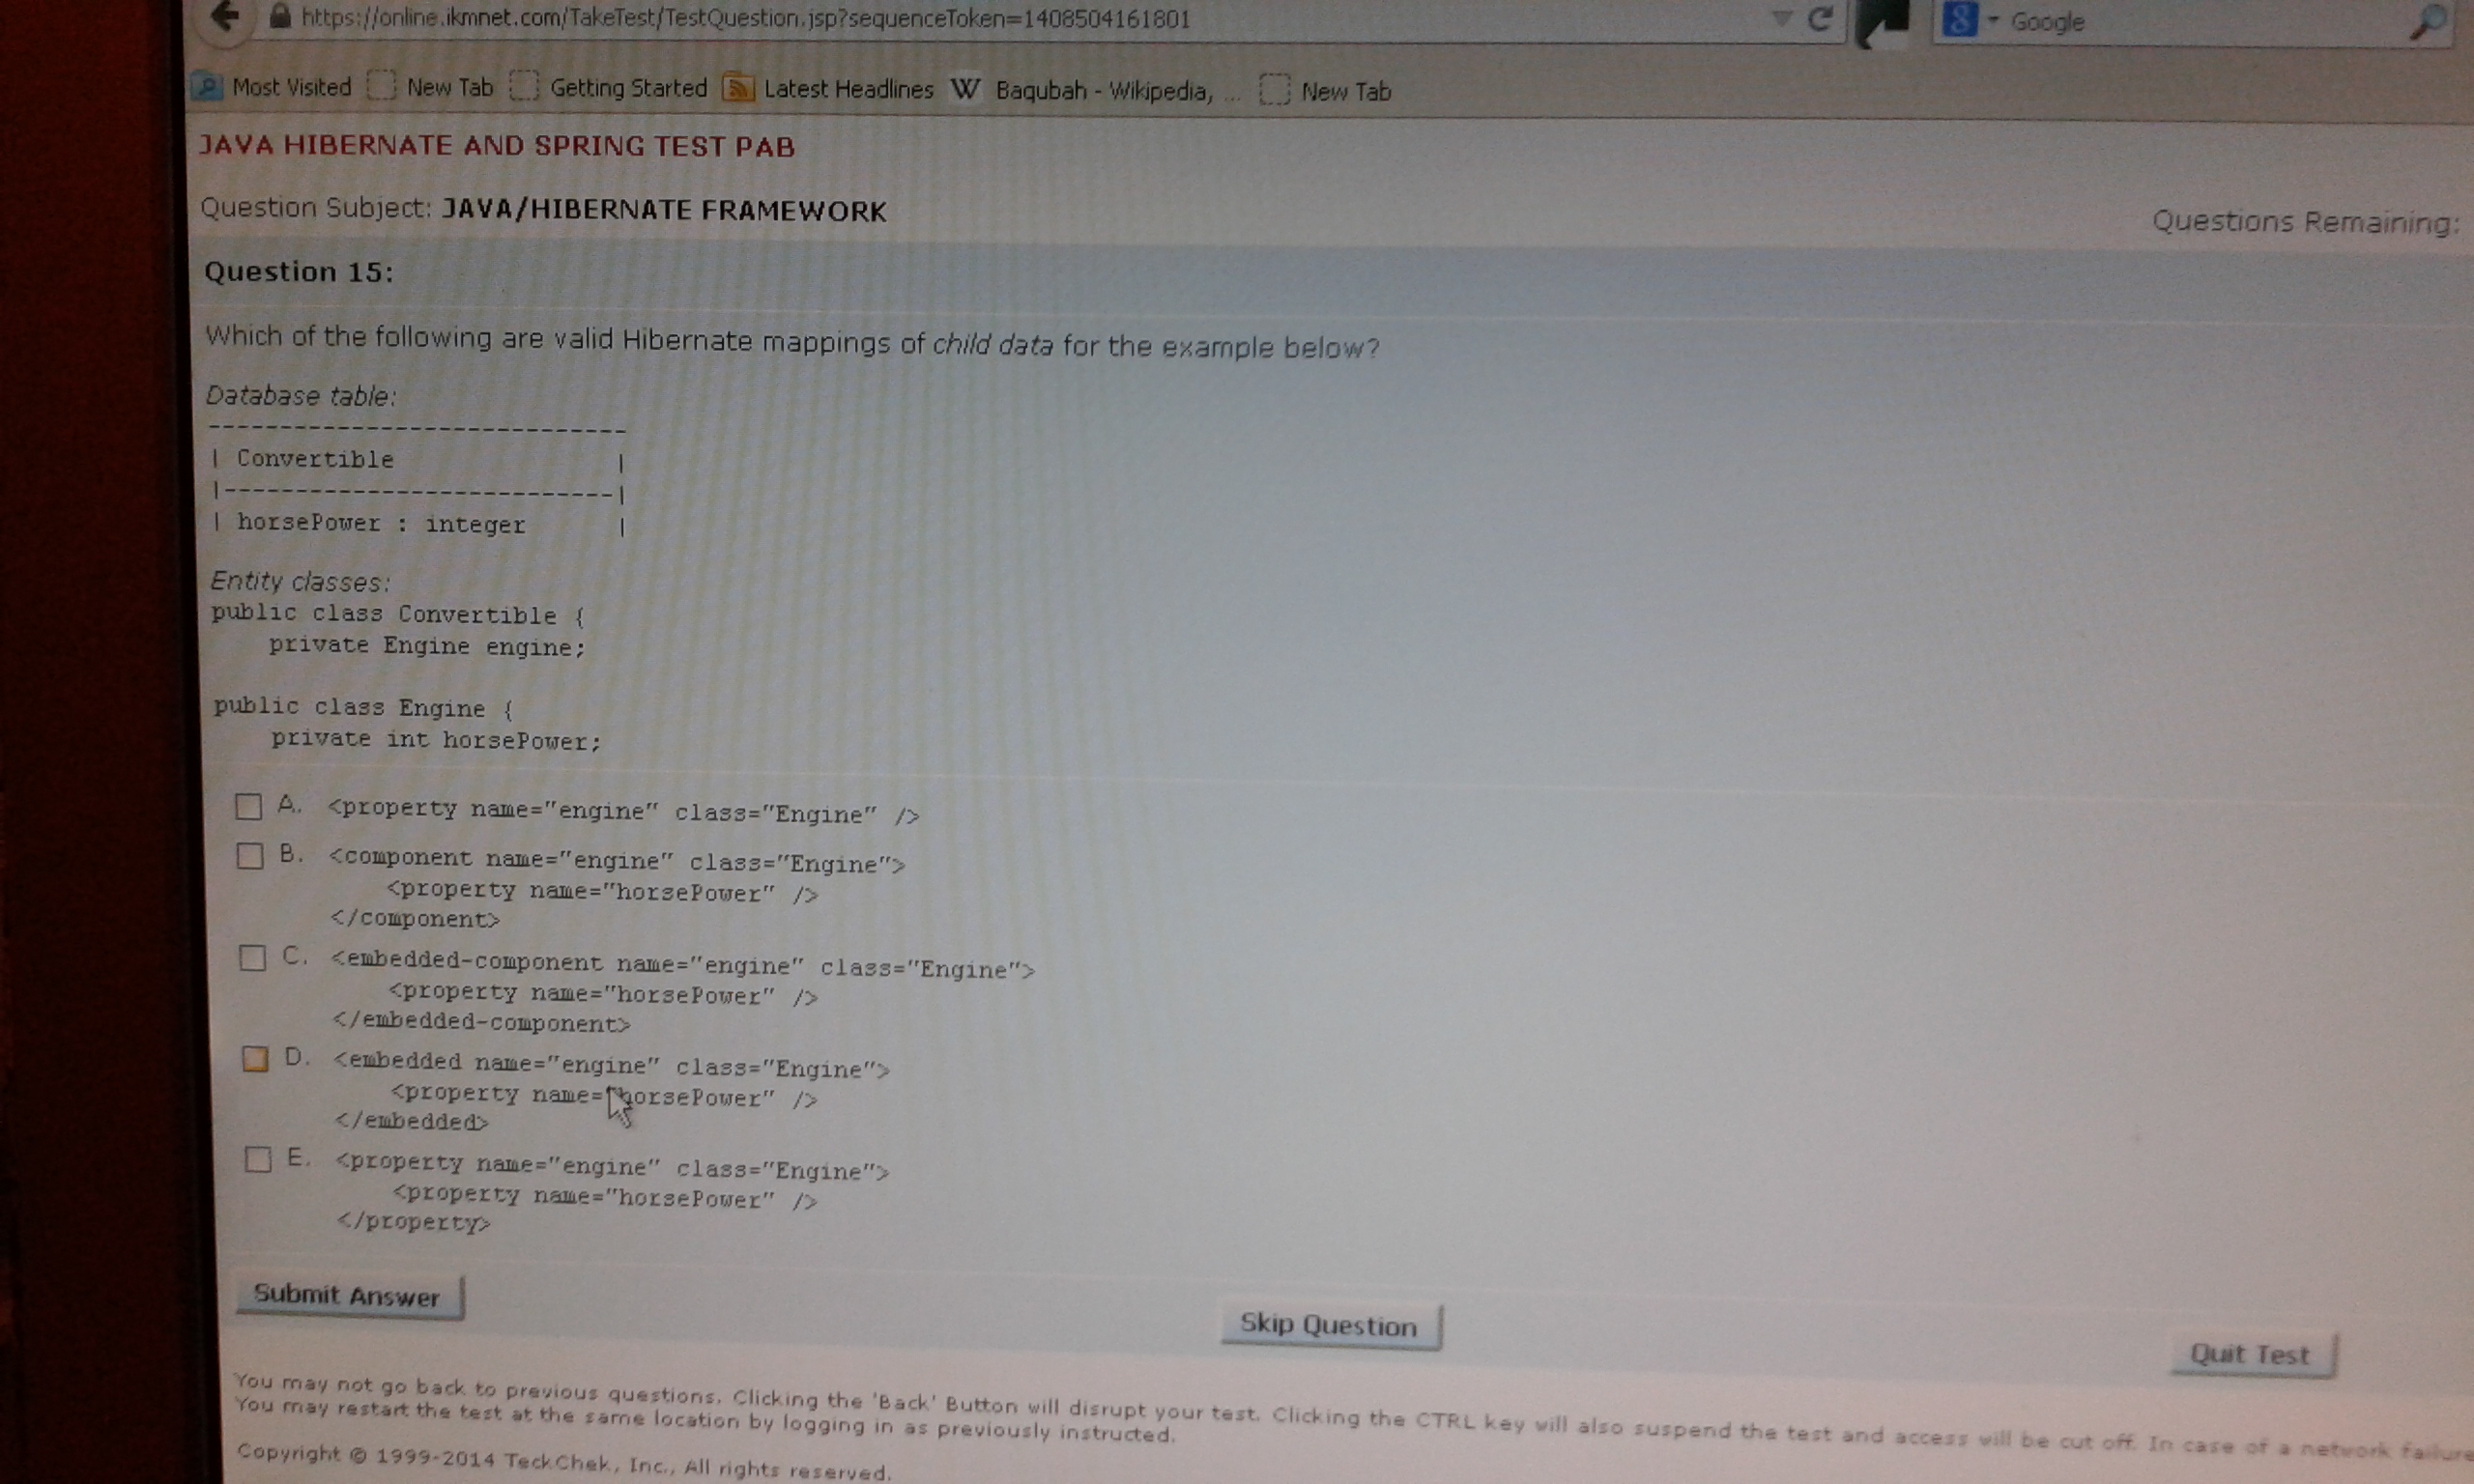 https://online.ikmnet.com/TakeTest/TestQuestion.jsp?sequenceToken=1408504161801
8 Google
Most Visited New Tab Getting Started Latest Headlines W Baqubah - Wikipedia, ... New Tab
JAVA HIBERNATE AND SPRING TEST PAB
Question Subject: JAVA/HIBERNATE FRAMEWORK
Questions Remaining:
Question 15:
Which of the following are valid Hibernate mappings of child data for the example below?
Database table:
-----------------------------
| Convertible |
|---------------------------|
| horsePower : integer |
Entity classes:
public class Convertible {
private Engine engine;
public class Engine {
private int horsePower;
A. <property name="engine" class="Engine" />
B. <component name="engine" class="Engine">
<property name="horsePower" />
</component>
C. <embedded-component name="engine" class="Engine">
<property name="horsePower" />
</embedded-component>
D. <embedded name="engine" class="Engine">
<property name="horsePower" />
</embedded>
E. <property name="engine" class="Engine">
<property name="horsePower" />
</property>
Submit Answer
Skip Question
Quit Test
You may not go back to previous questions. Clicking the 'Back' Button will disrupt your test. Clicking the CTRL key will also suspend the test and access will be cut off. In case of a network failure
You may restart the test at the same location by logging in as previously instructed.
Copyright © 1999-2014 TeckChek, Inc., All rights reserved.